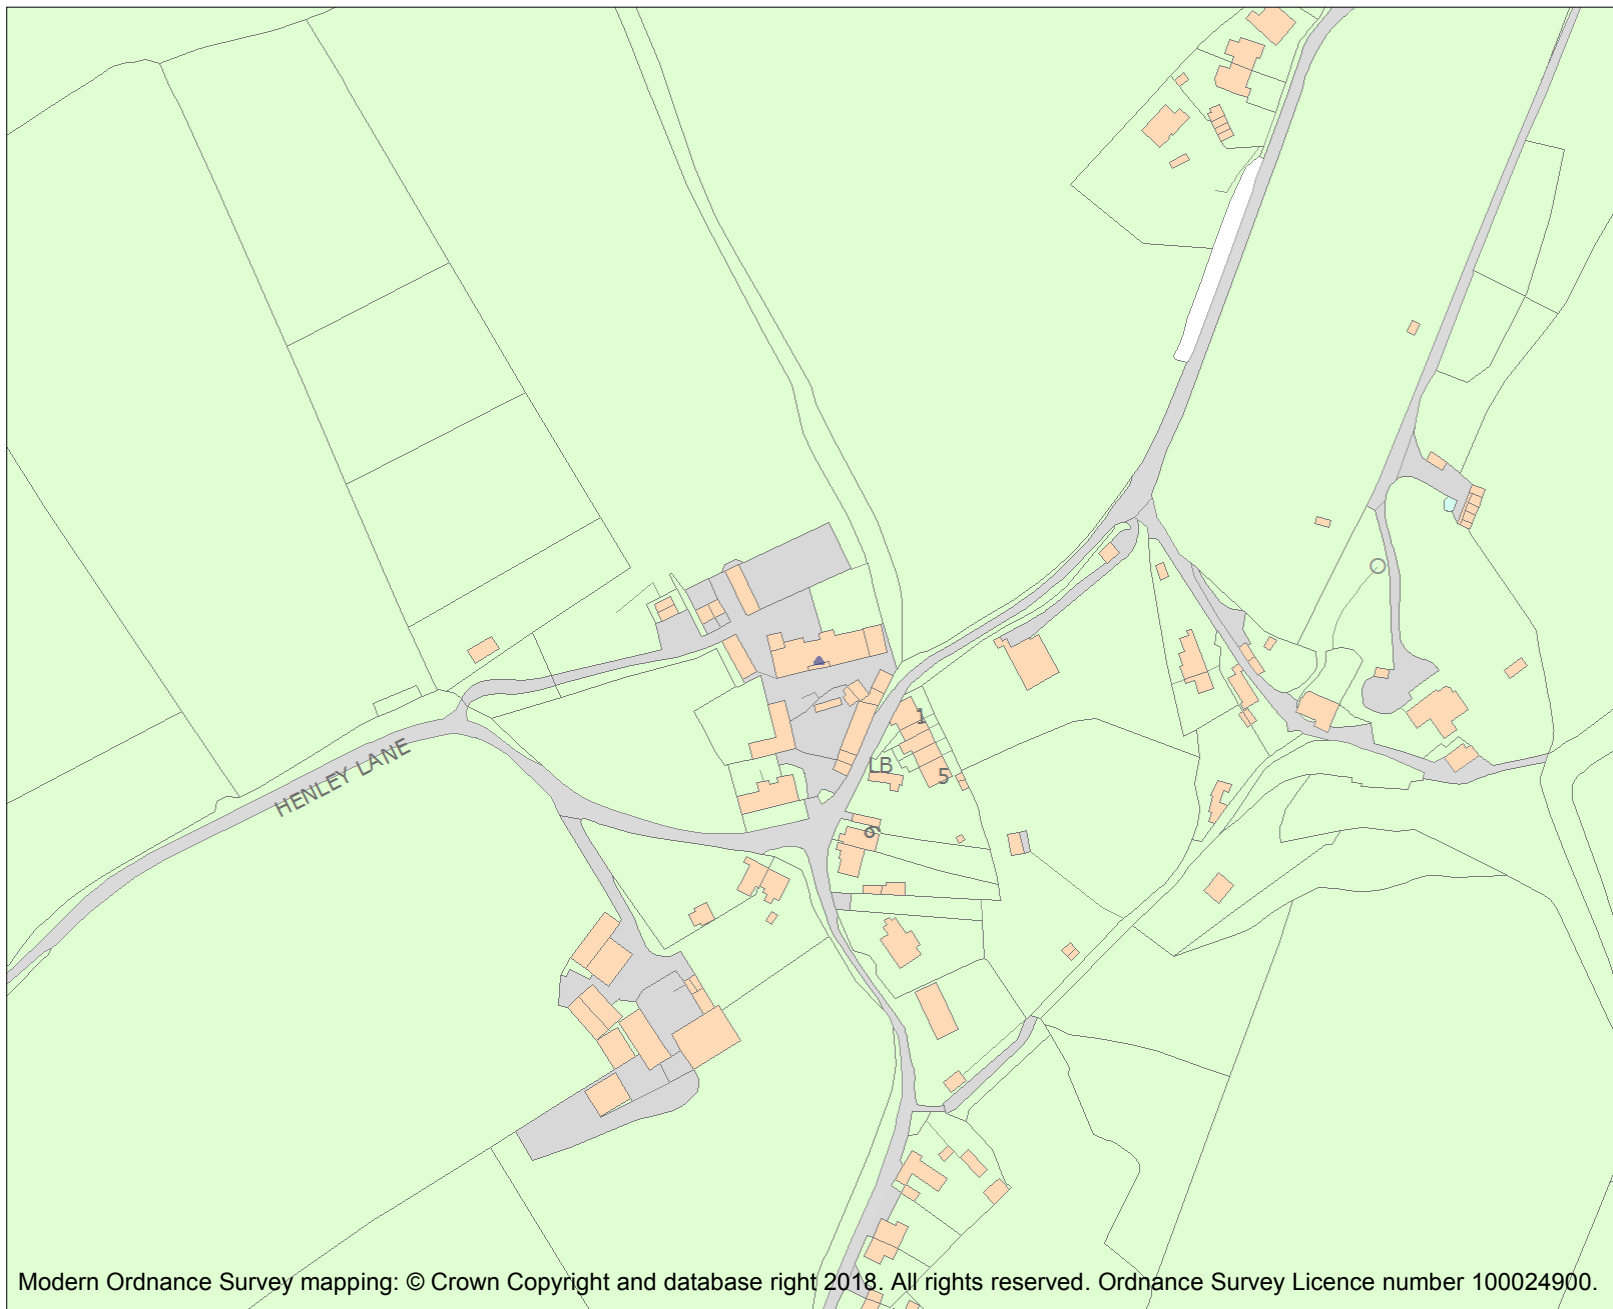 1
HENLEY LANE
LB
5
6
Modern Ordnance Survey mapping: © Crown Copyright and database right 2018. All rights reserved. Ordnance Survey Licence number 100024900.